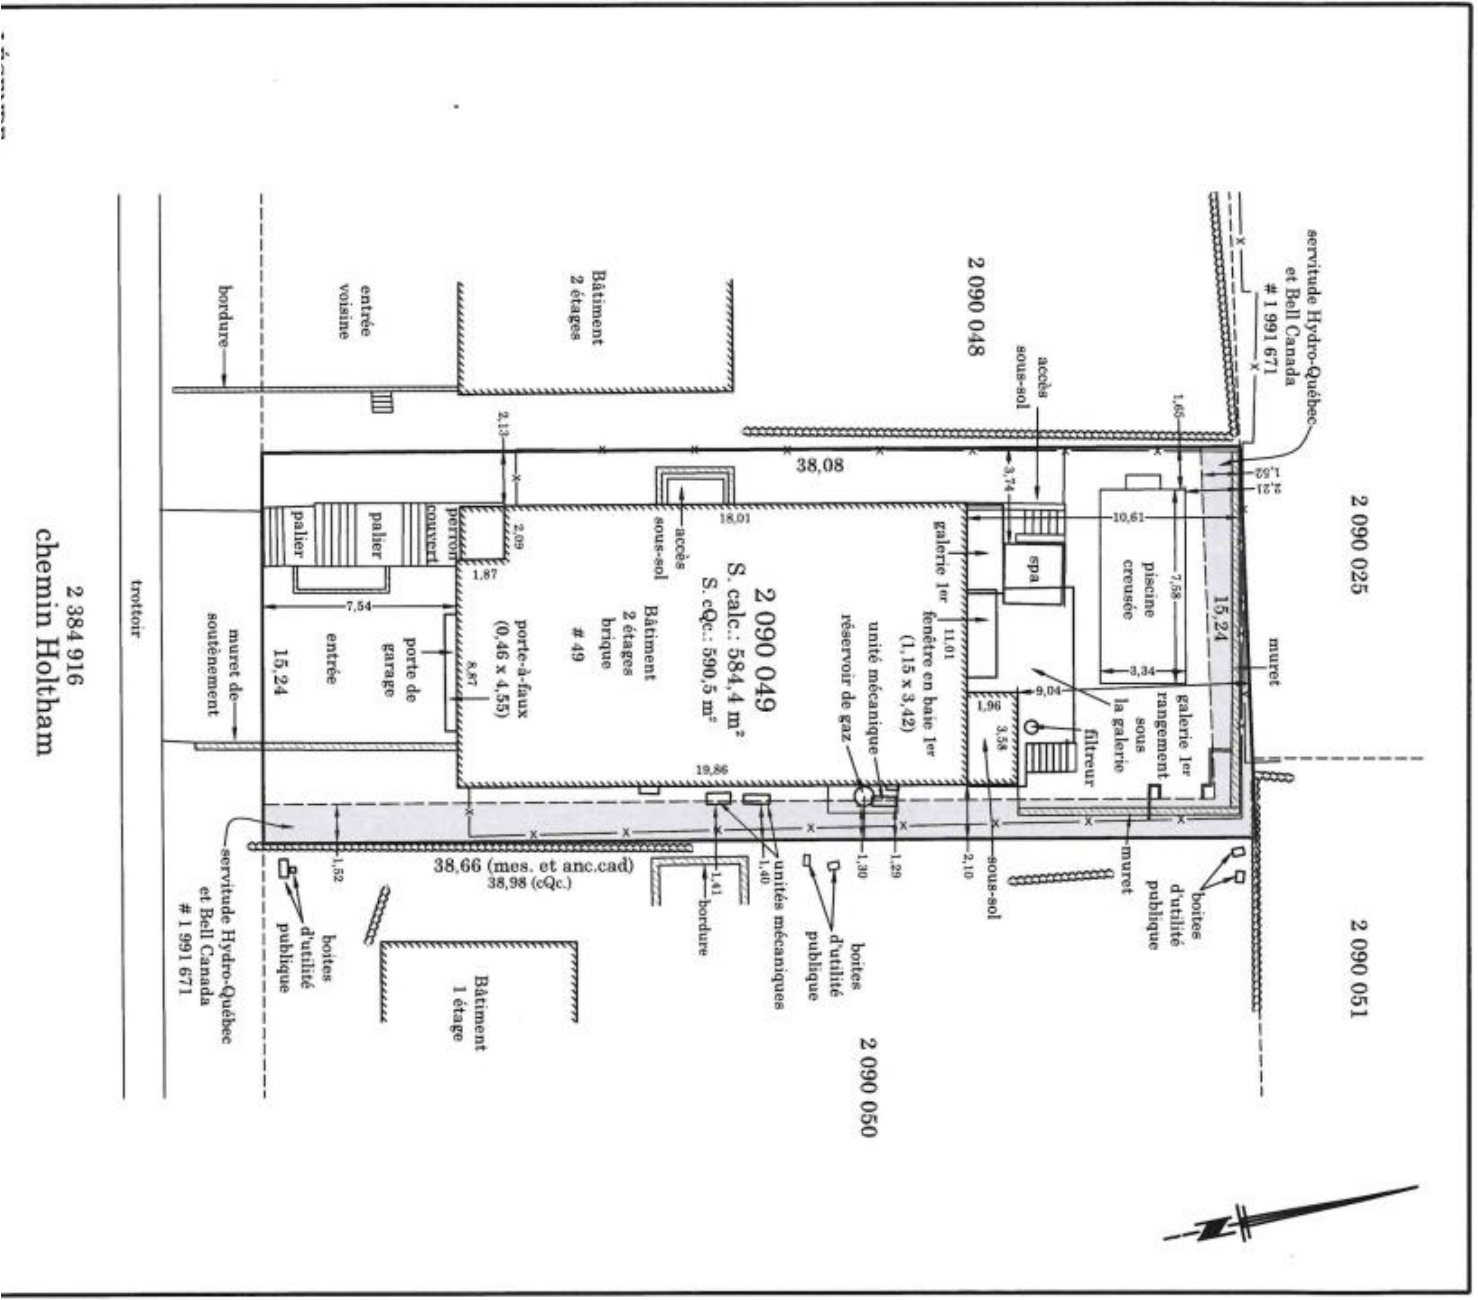 servitude Hydro-Québec
et Bell Canada
# 1 991 671
2 090 025
2 090 051
2 090 048
2 090 050
muret
1,65
1,52
2,21
15,24
piscine
creusée
7,58
3,34
10,61
accès
sous-sol
3,74
spa
galerie 1er
rangement
sous
la galerie
filtreur
9,04
boites
d'utilité
publique
muret
sous-sol
1,96
3,58
2,10
galerie 1er
11,01
fenêtre en baie 1er
(1,15 x 3,42)
unité mécanique
réservoir de gaz
1,29
1,30
boites
d'utilité
publique
38,08
18,01
2 090 049
S. calc.: 584,4 m²
S. cQc.: 590,5 m²
19,86
unités mécaniques
1,40
1,41
bordure
accès
sous-sol
Bâtiment
2 étages
brique
# 49
Bâtiment
2 étages
38,66 (mes. et anc.cad)
38,98 (cQc.)
2,13
2,09
1,87
porte-à-faux
(0,46 x 4,55)
8,87
Bâtiment
1 étage
perron
couvert
palier
palier
porte de
garage
7,54
entrée
15,24
1,52
entrée
voisine
bordure
muret de
soutènement
boites
d'utilité
publique
servitude Hydro-Québec
et Bell Canada
# 1 991 671
trottoir
2 384 916
chemin Holtham